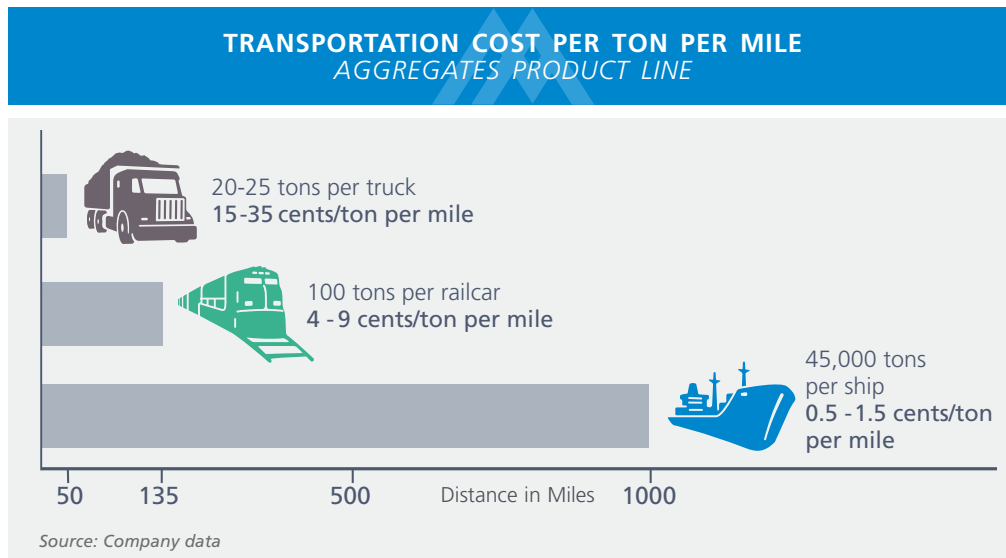 TRANSPORTATION COST PER TON PER MILE
AGGREGATES PRODUCT LINE
20-25 tons per truck
15-35 cents/ton per mile
100 tons per railcar
4 - 9 cents/ton per mile
45,000 tons
per ship
0.5 - 1.5 cents/ton
per mile
50 135 500 Distance in Miles 1000
Source: Company data